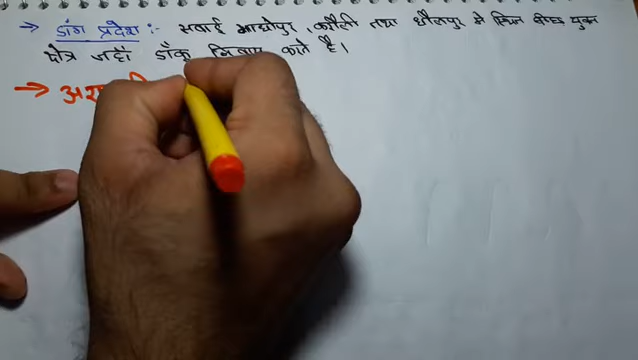 → डांग प्रदेश :- सवाई माधोपुर, करौली तथा धौलपुर मे स्थित बीहड युक्त
क्षेत्र जहाँ डाँकू निवास करते है।
→